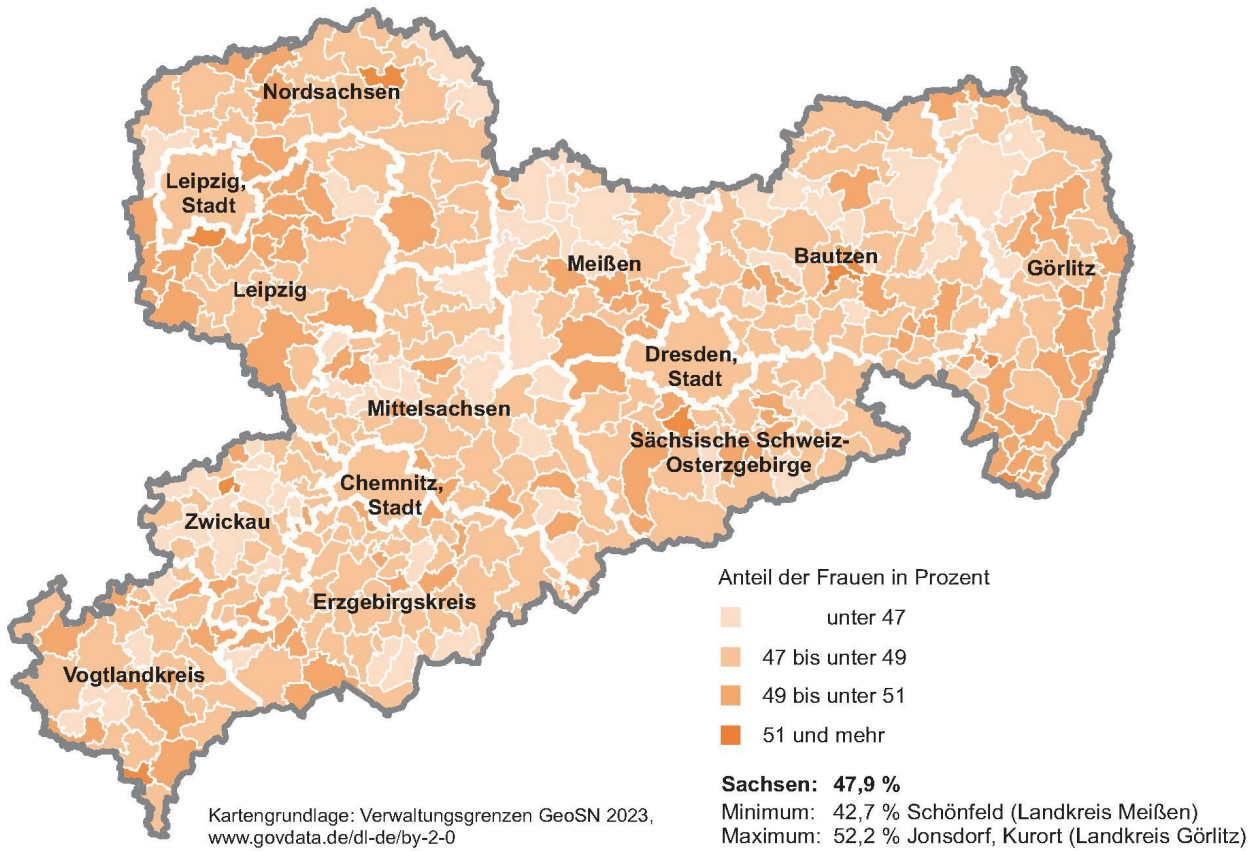 Nordsachsen
Leipzig,
Stadt
Leipzig
Meißen
Bautzen
Görlitz
Dresden,
Stadt
Mittelsachsen
Sächsische Schweiz-
Osterzgebirge
Chemnitz,
Stadt
Zwickau
Erzgebirgskreis
Vogtlandkreis
Anteil der Frauen in Prozent
unter 47
47 bis unter 49
49 bis unter 51
51 und mehr
Sachsen: 47,9 %
Minimum: 42,7 % Schönfeld (Landkreis Meißen)
Maximum: 52,2 % Jonsdorf, Kurort (Landkreis Görlitz)
Kartengrundlage: Verwaltungsgrenzen GeoSN 2023,
www.govdata.de/dl-de/by-2-0